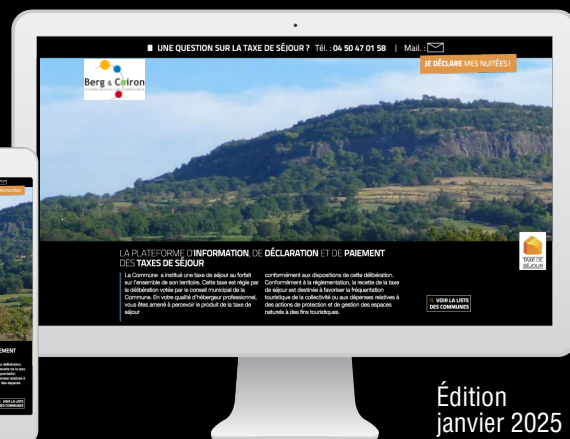 UNE QUESTION SUR LA TAXE DE SÉJOUR ? Tél. : 04 50 47 01 58 | Mail. :
JE DÉCLARE MES NUITÉES !
Berg & Coiron
LA PLATEFORME D'INFORMATION, DE DÉCLARATION ET DE PAIEMENT
DES TAXES DE SÉJOUR
La Commune a institué une taxe de séjour au forfait
sur l'ensemble de son territoire. Cette taxe est régie par
la délibération votée par le conseil municipal de la
Commune. En votre qualité d'hébergeur professionnel,
vous êtes amené à percevoir le produit de la taxe de
séjour
conformément aux dispositions de cette délibération.
Conformément à la réglementation, la recette de la taxe
de séjour est destinée à favoriser la fréquentation
touristique de la collectivité ou aux dépenses relatives à
des actions de protection et de gestion des espaces
naturels à des fins touristiques.
TAXE DE
SÉJOUR
VOIR LA LISTE
DES COMMUNES
EMENT
VOIR LA LISTE
DES COMMUNES
Édition
janvier 2025